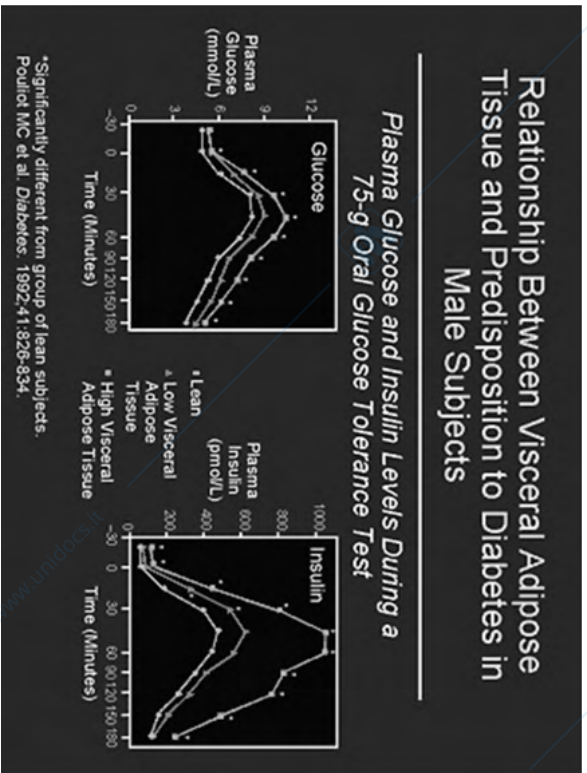 Relationship Between Visceral Adipose
Tissue and Predisposition to Diabetes in
Male Subjects
Plasma Glucose and Insulin Levels During a
75-g Oral Glucose Tolerance Test
Plasma
Glucose
(mmol/L)
12
9
6
3
0
Glucose
-30 0 30 60 90 120 150 180
Time (Minutes)
Lean
Low Visceral
Adipose
Tissue
High Visceral
Adipose Tissue
Plasma
Insulin
(pmol/L)
1000
800
600
400
200
0
Insulin
-30 0 30 60 90 120 150 180
Time (Minutes)
*Significantly different from group of lean subjects.
Pouliot MC et al. Diabetes. 1992;41:826-834.
www.unidocs.it